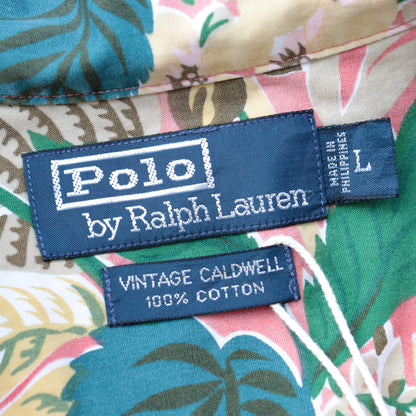 Polo
by Ralph Lauren
MADE IN
PHILIPPINES
L
VINTAGE CALDWELL
100% COTTON